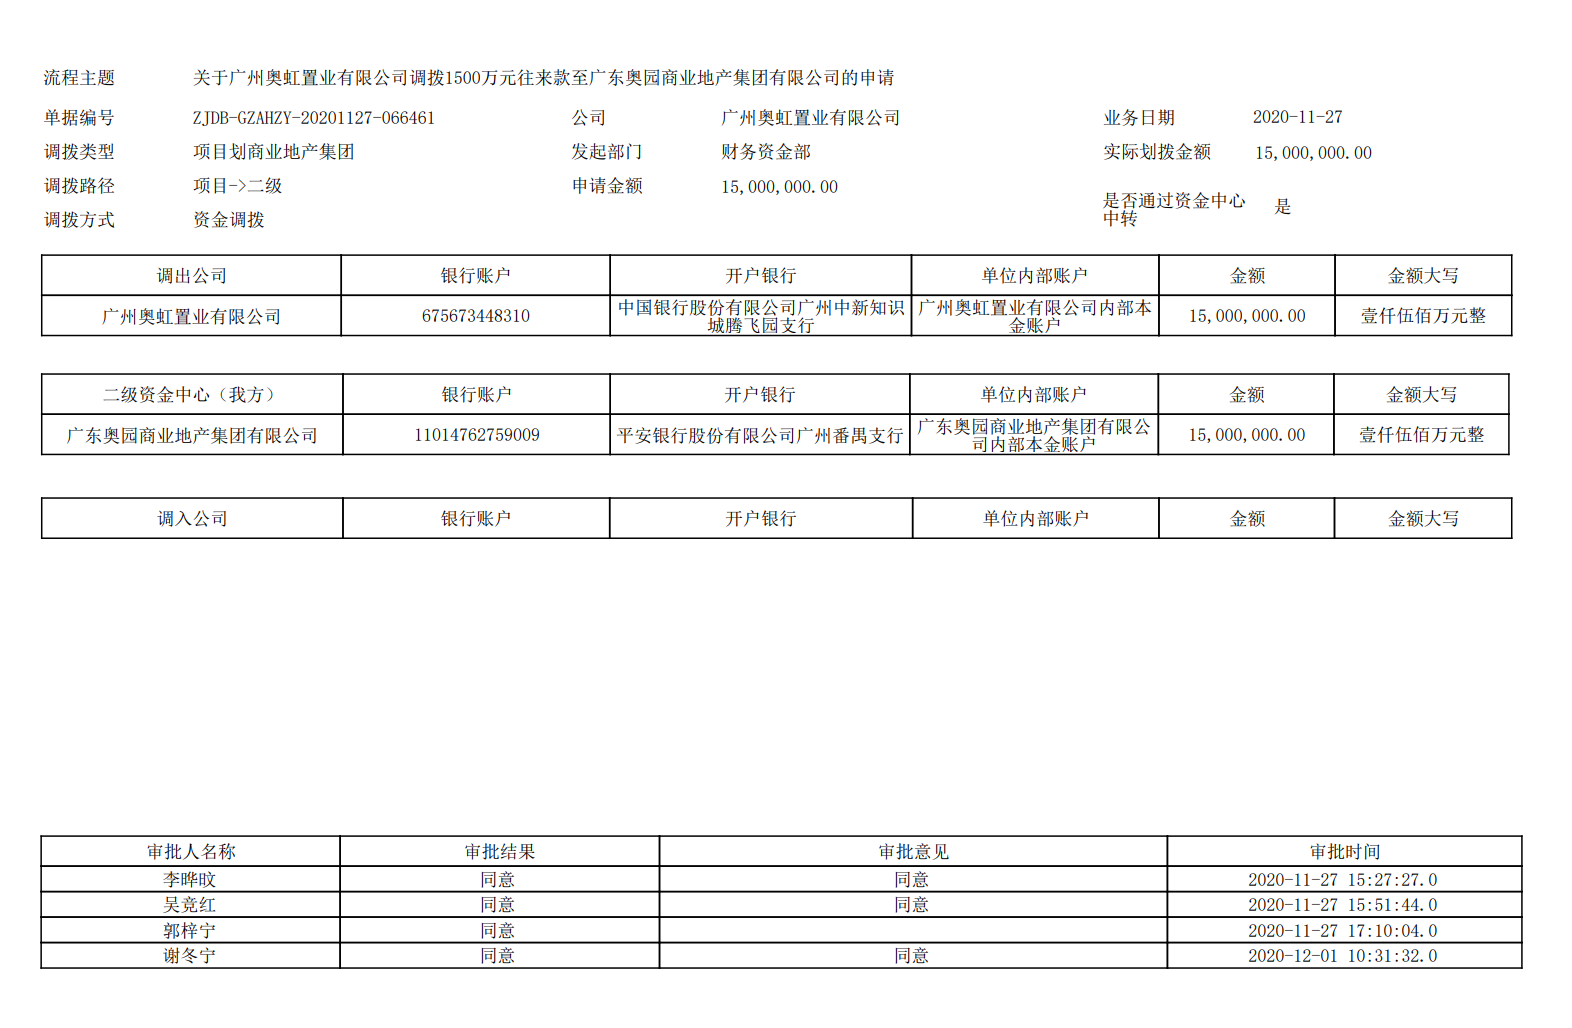 流程主题 关于广州奥虹置业有限公司调拨1500万元往来款至广东奥园商业地产集团有限公司的申请
单据编号 ZJDB-GZAHZY-20201127-066461 公司 广州奥虹置业有限公司 业务日期 2020-11-27
调拨类型 项目划商业地产集团 发起部门 财务资金部 实际划拨金额 15,000,000.00
调拨路径 项目->二级 申请金额 15,000,000.00
是否通过资金中心
中转 是
调拨方式 资金调拨
调出公司 银行账户 开户银行 单位内部账户 金额 金额大写
广州奥虹置业有限公司 675673448310 中国银行股份有限公司广州中新知识
城腾飞园支行 广州奥虹置业有限公司内部本
金账户 15,000,000.00 壹仟伍佰万元整
二级资金中心（我方） 银行账户 开户银行 单位内部账户 金额 金额大写
广东奥园商业地产集团有限公司 11014762759009 平安银行股份有限公司广州番禺支行 广东奥园商业地产集团有限公
司内部本金账户 15,000,000.00 壹仟伍佰万元整
调入公司 银行账户 开户银行 单位内部账户 金额 金额大写
审批人名称 审批结果 审批意见 审批时间
李晔旼 同意 同意 2020-11-27 15:27:27.0
吴竞红 同意 同意 2020-11-27 15:51:44.0
郭梓宁 同意 2020-11-27 17:10:04.0
谢冬宁 同意 同意 2020-12-01 10:31:32.0